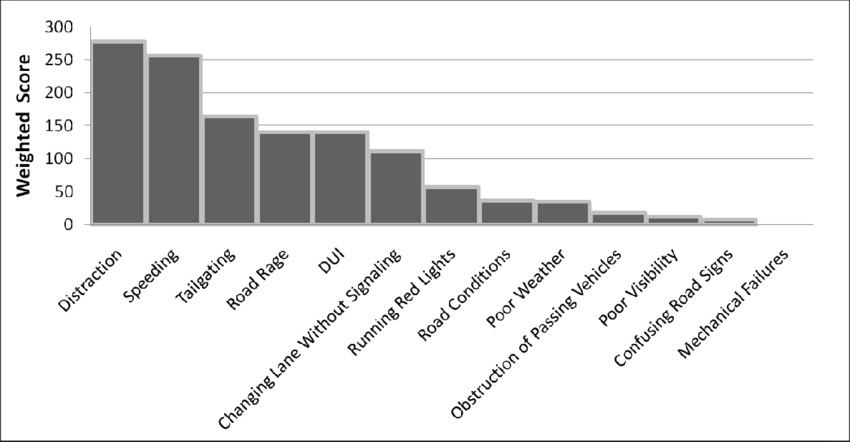 Weighted Score
300
250
200
150
100
50
0
Distraction
Speeding
Tailgating
Road Rage
DUI
Changing Lane Without Signaling
Running Red Lights
Road Conditions
Poor Weather
Obstruction of Passing Vehicles
Poor Visibility
Confusing Road Signs
Mechanical Failures